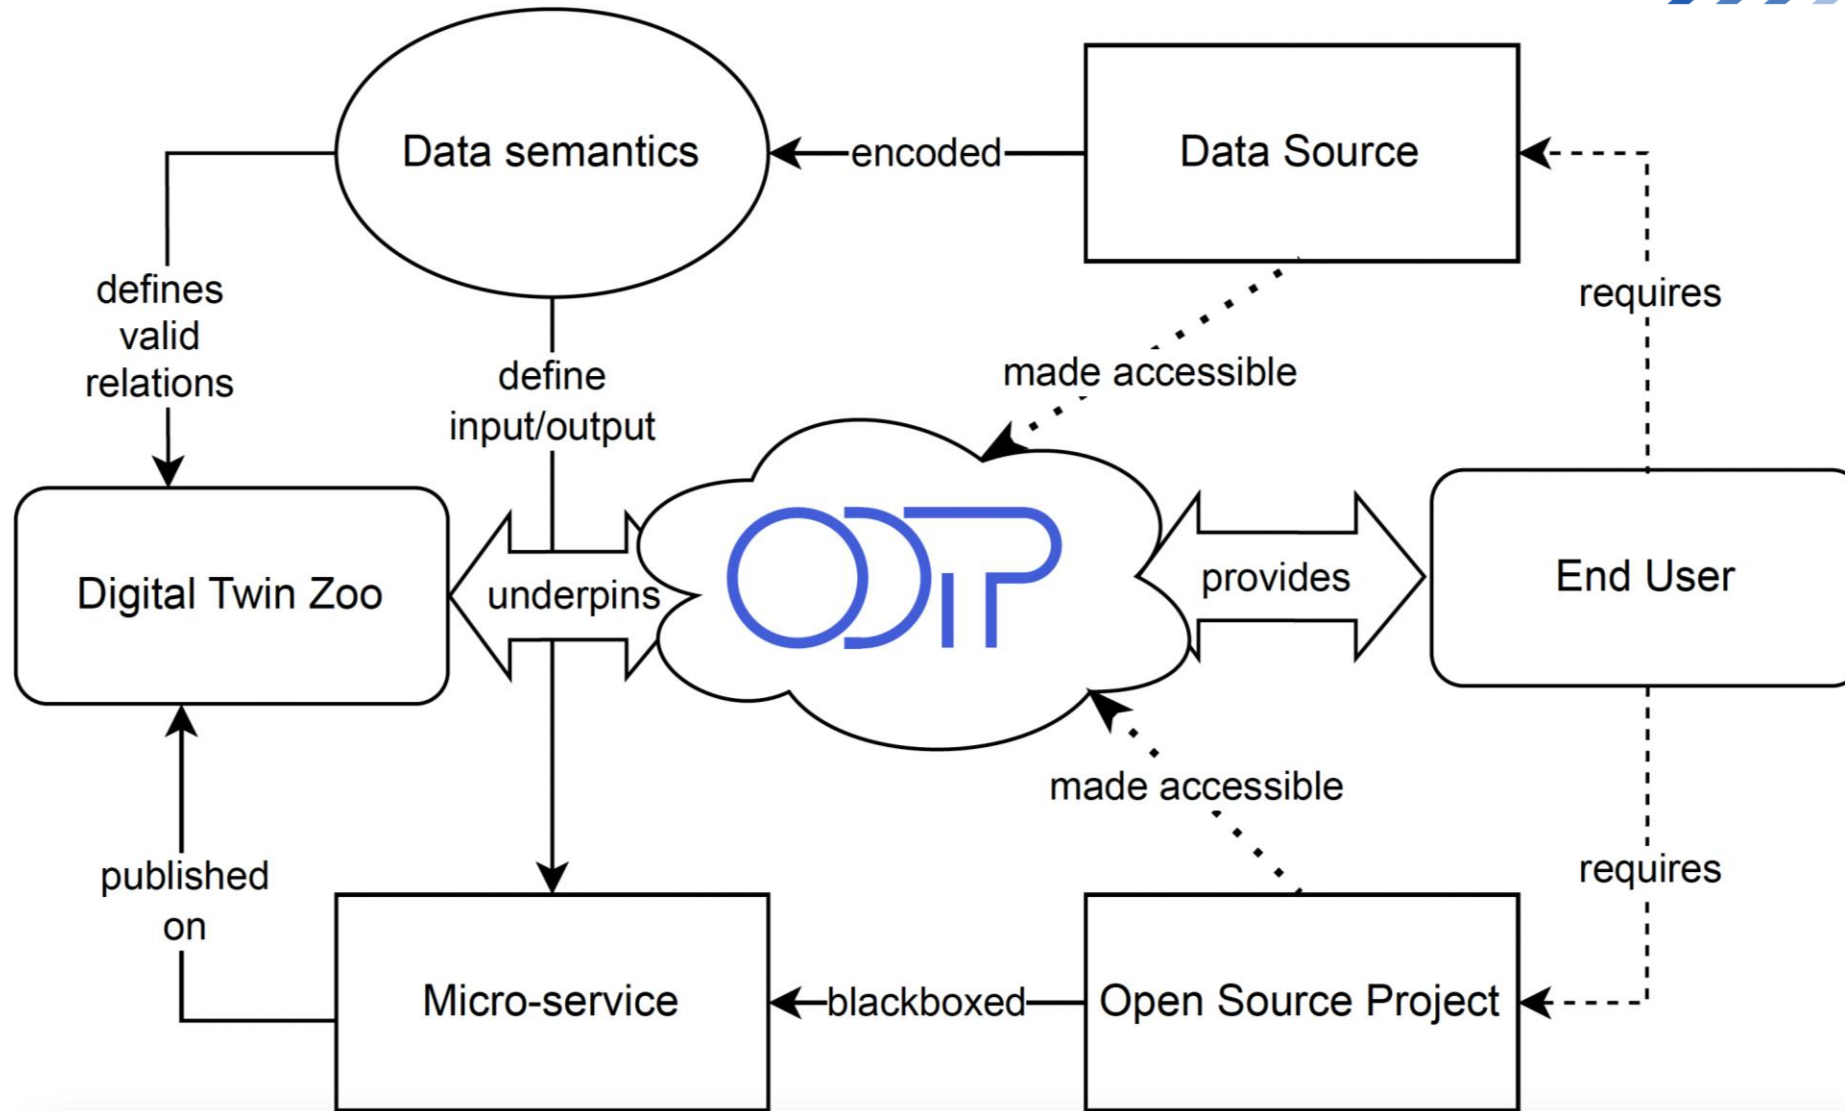 Data semantics
encoded
Data Source
defines
valid
relations
define
input/output
made accessible
requires
Digital Twin Zoo
underpins
ODTP
provides
End User
made accessible
published
on
requires
Micro-service
blackboxed
Open Source Project